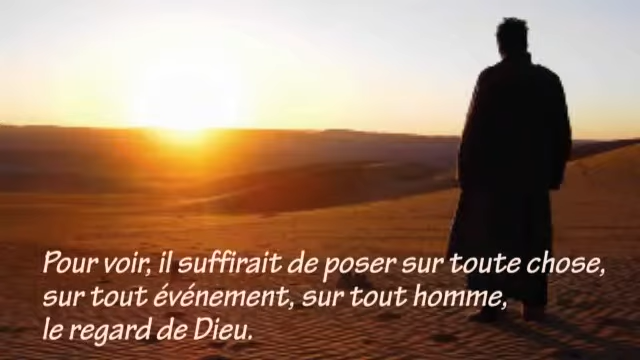 Pour voir, il suffirait de poser sur toute chose,
sur tout événement, sur tout homme,
le regard de Dieu.